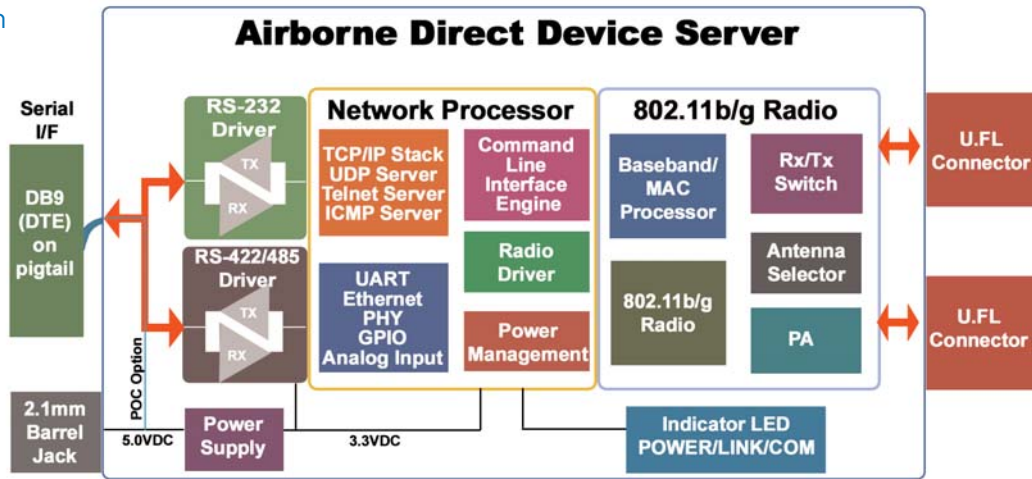 n
Airborne Direct Device Server
Serial
I/F
DB9
(DTE)
on
pigtail
2.1mm
Barrel
Jack
POC Option
5.0VDC
RS-232
Driver
TX
RX
RS-422/485
Driver
TX
RX
Power
Supply
3.3VDC
Network Processor
TCP/IP Stack
UDP Server
Telnet Server
ICMP Server
Command
Line
Interface
Engine
UART
Ethernet
PHY
GPIO
Analog Input
Radio
Driver
Power
Management
802.11b/g Radio
Baseband/
MAC
Processor
Rx/Tx
Switch
802.11b/g
Radio
Antenna
Selector
PA
Indicator LED
POWER/LINK/COM
U.FL
Connector
U.FL
Connector